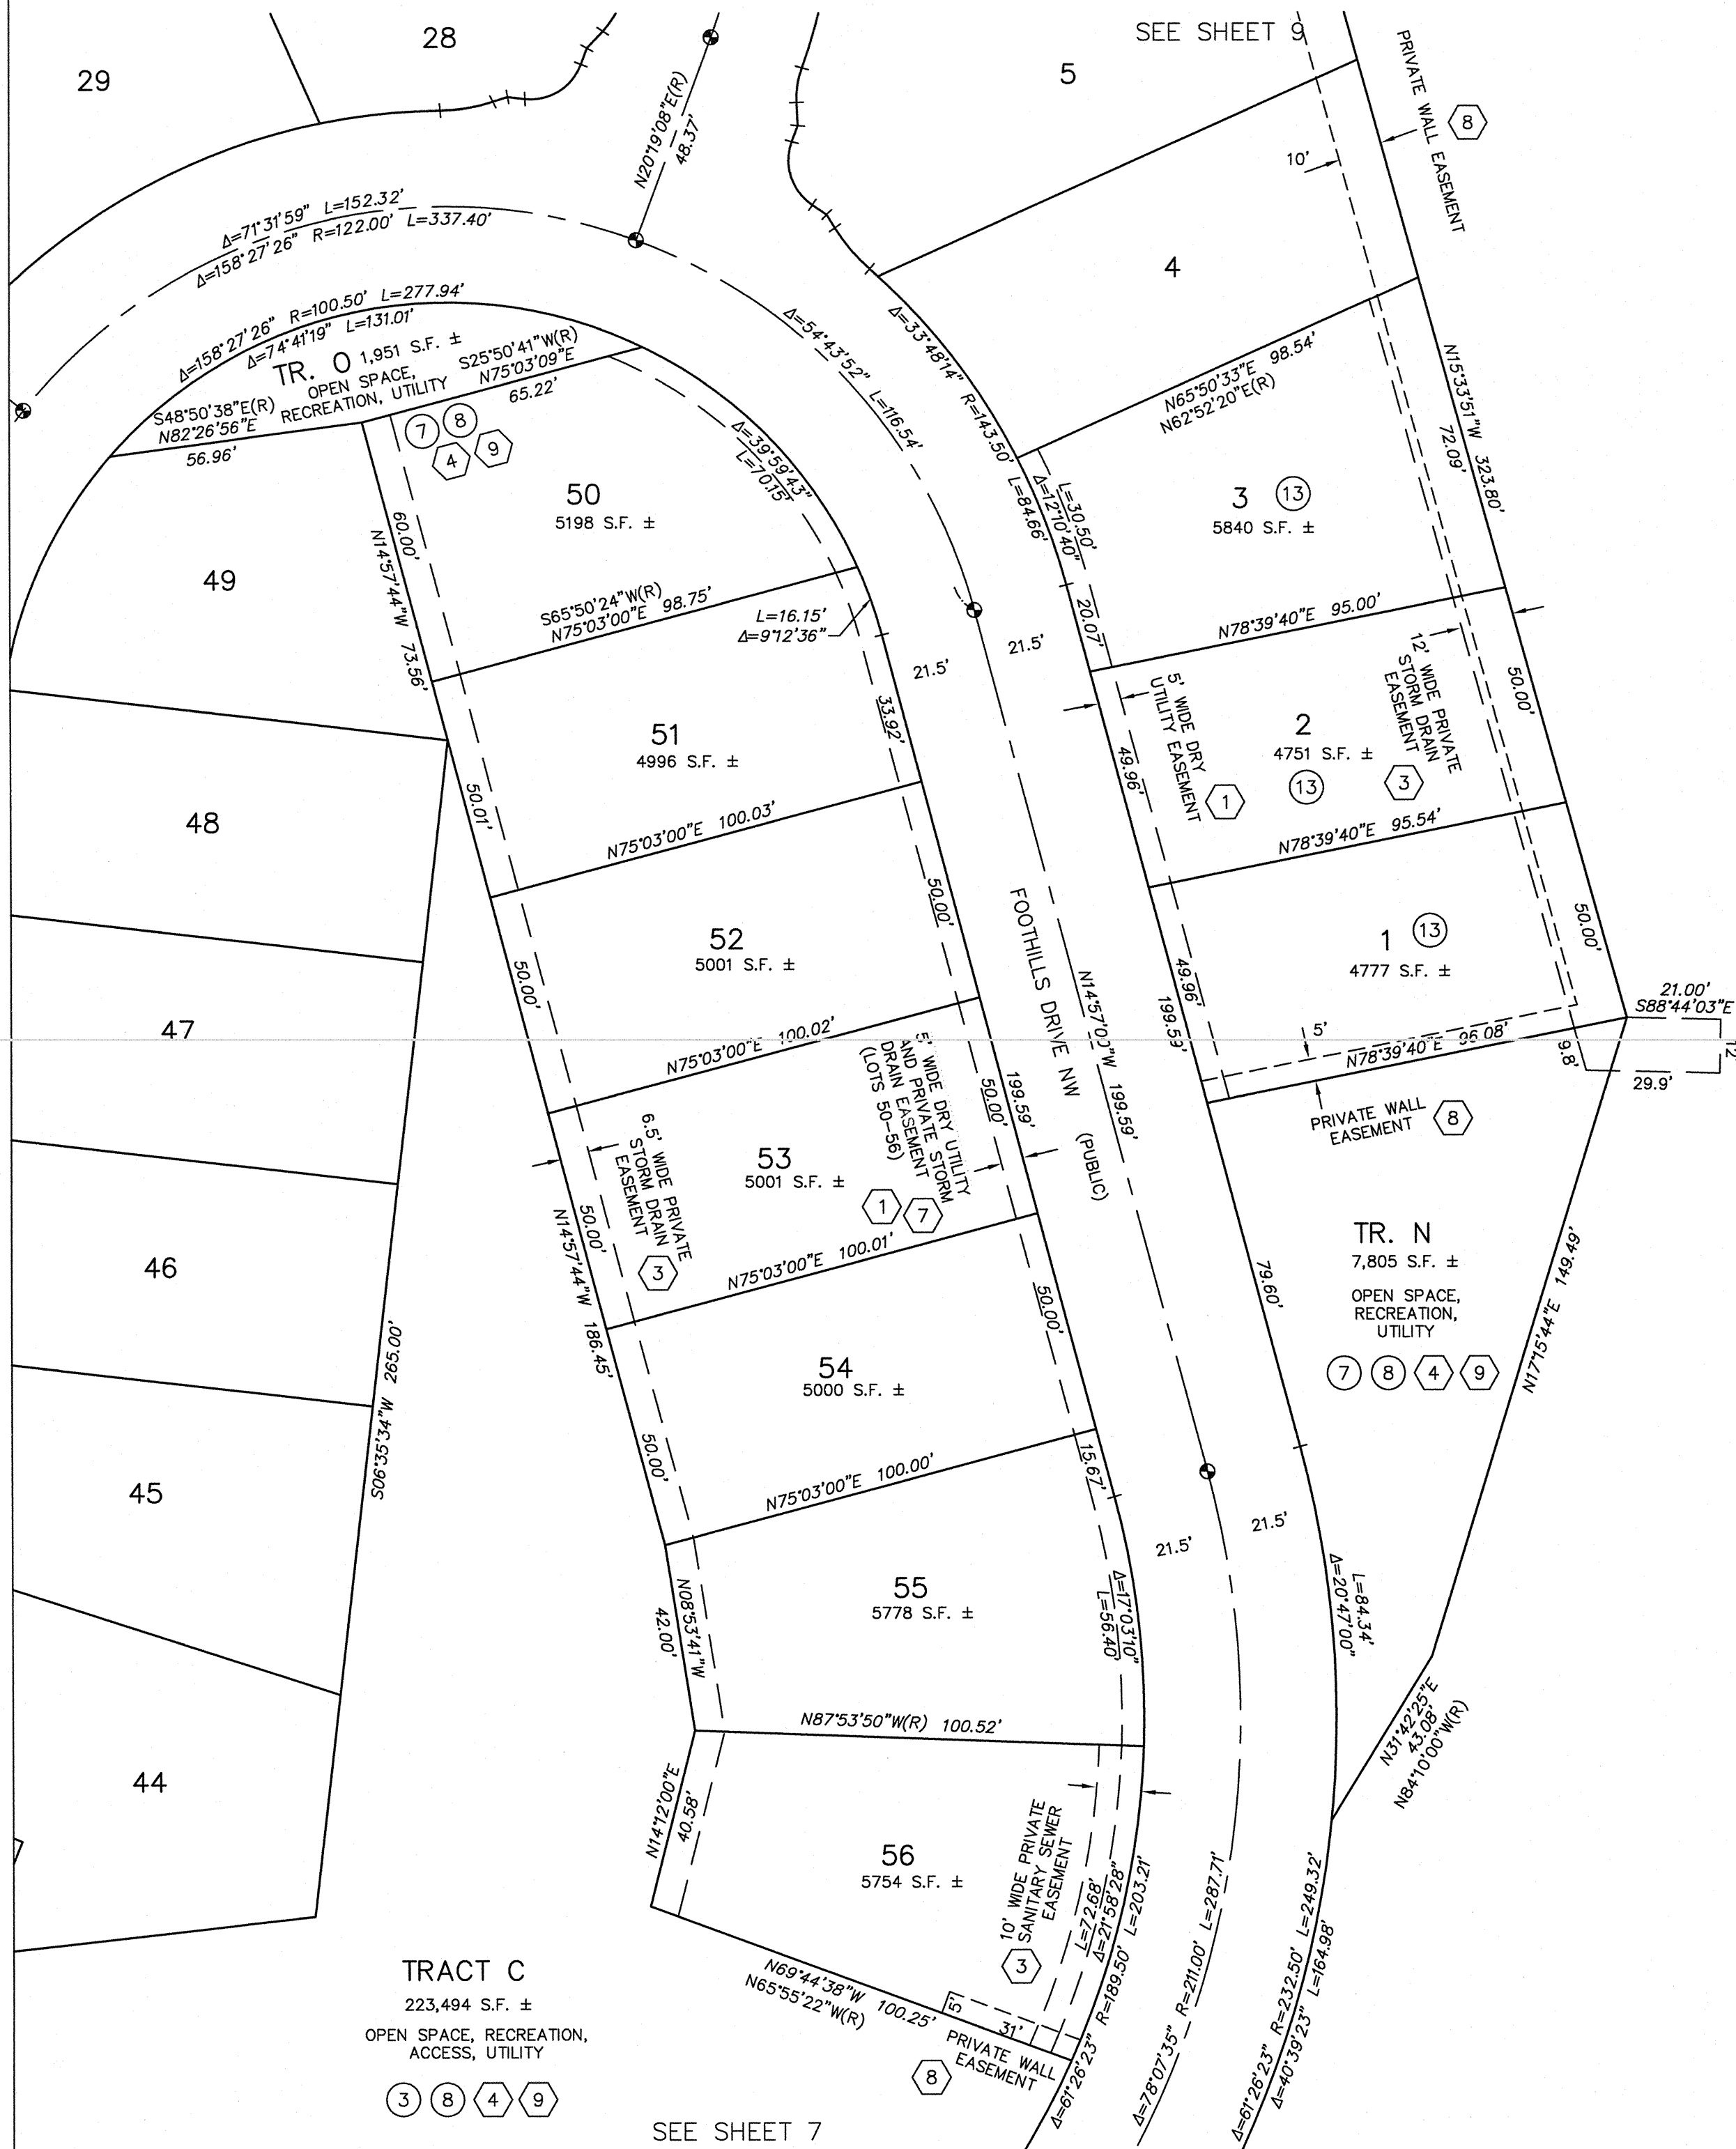 SEE SHEET 9
29
28
5
PRIVATE WALL EASEMENT
8
N20°19'08"E(R)
48.37'
10'
4
Δ=71°31'59" L=152.32'
Δ=158°27'26" R=122.00' L=337.40'
Δ=158°27'26" R=100.50' L=277.94'
Δ=74°41'19" L=131.01'
TR. O 1,951 S.F. ±
OPEN SPACE,
RECREATION, UTILITY
S25°50'41"W(R)
N75°03'09"E
65.22'
S48°50'38"E(R)
N82°26'56"E
56.96'
7 8
4 9
Δ=54°43'52" L=116.54'
Δ=33°48'14" R=143.50' L=84.66'
N65°50'33"E 98.54'
N62°52'20"E(R)
N15°33'51"W 323.80'
72.09'
Δ=39°59'43"
L=70.15'
L=30.50'
Δ=12°10'40"
50
5198 S.F. ±
3 13
5840 S.F. ±
60.00'
N14°57'44"W 73.56'
49
S65°50'24"W(R)
N75°03'00"E 98.75'
L=16.15'
Δ=9°12'36"
20.07'
N78°39'40"E 95.00'
21.5'
21.5'
51
4996 S.F. ±
33.92'
5' WIDE DRY
UTILITY EASEMENT
1
2
4751 S.F. ±
13
12' WIDE PRIVATE
STORM DRAIN
EASEMENT
3
50.00'
49.96'
48
50.01'
N75°03'00"E 100.03'
N78°39'40"E 95.54'
52
5001 S.F. ±
50.00'
50.00'
FOOTHILLS DRIVE NW
(PUBLIC)
N14°57'00"W 199.59'
1 13
4777 S.F. ±
50.00'
49.96'
199.59'
21.00'
S88°44'03"E
12
29.9'
9.8'
5'
N78°39'40"E 96.08'
PRIVATE WALL
EASEMENT
8
47
N75°03'00"E 100.02'
5' WIDE DRY UTILITY
AND PRIVATE STORM
DRAIN EASEMENT
(LOTS 50-56)
199.59'
50.00'
53
5001 S.F. ±
1 7
6.5' WIDE PRIVATE
STORM DRAIN
EASEMENT
3
50.00'
N14°57'44"W 186.45'
N75°03'00"E 100.01'
TR. N
7,805 S.F. ±
OPEN SPACE,
RECREATION,
UTILITY
7 8 4 9
79.60'
N17°15'44"E 149.49'
46
S06°35'34"W 265.00'
54
5000 S.F. ±
50.00'
50.00'
N75°03'00"E 100.00'
15.67'
45
21.5'
21.5'
55
5778 S.F. ±
N08°53'41"W
42.00'
Δ=17°03'10"
L=56.40'
L=84.34'
Δ=20°47'00"
N31°42'25"E
43.08'
N84°10'00"W(R)
N87°53'50"W(R) 100.52'
44
N14°12'00"E
40.58'
56
5754 S.F. ±
10' WIDE PRIVATE
SANITARY SEWER
EASEMENT
3
L=72.68'
Δ=21°58'28"
Δ=61°26'23" R=189.50' L=203.21'
Δ=78°07'35" R=211.00' L=287.71'
Δ=61°26'23" R=232.50' L=249.32'
Δ=40°39'23" L=164.98'
N69°44'38"W 100.25'
N65°55'22"W(R)
5'
31'
PRIVATE WALL
EASEMENT
8
TRACT C
223,494 S.F. ±
OPEN SPACE, RECREATION,
ACCESS, UTILITY
3 8 4 9
SEE SHEET 7